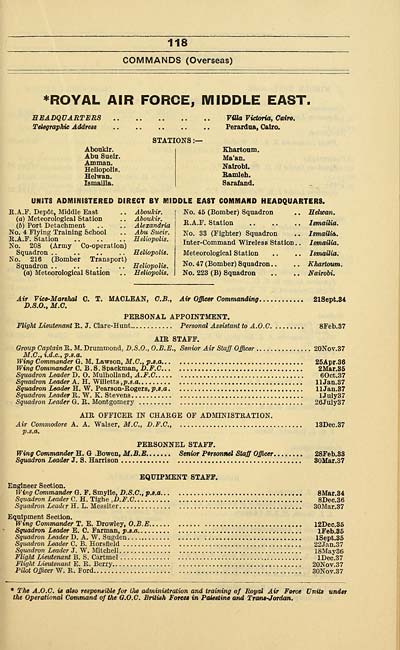 118
COMMANDS (Overseas)
*ROYAL AIR FORCE, MIDDLE EAST.
HEADQUARTERS .. .. .. .. .. Villa Victoria, Cairo.
Telegraphic Address .. .. .. .. .. Perardua, Cairo.
STATIONS:—
Aboukir.
Abu Sueir.
Amman.
Heliopolis.
Helwan.
Ismailia.
Khartoum.
Ma'an.
Nairobi.
Ramleh.
Sarafand.
UNITS ADMINISTERED DIRECT BY MIDDLE EAST COMMAND HEADQUARTERS.
R.A.F. Depôt, Middle East .. Aboukir.
(a) Meteorological Station .. Aboukir.
(b) Port Detachment .. .. Alexandria
No. 4 Flying Training School .. Abu Sueir.
R.A.F. Station .. .. .. Heliopolis.
No. 208 (Army Co-operation)
Squadron .. .. .. .. Heliopolis.
No. 216 (Bomber Transport)
Squadron .. .. .. .. Heliopolis.
(a) Meteorological Station .. Heliopolis.
No. 45 (Bomber) Squadron .. Helwan.
R.A.F. Station .. .. .. Ismailia.
No. 33 (Fighter) Squadron .. Ismailia.
Inter-Command Wireless Station .. Ismailia.
Meteorological Station .. .. Ismailia.
No. 47 (Bomber) Squadron .. .. Khartoum.
No. 223 (B) Squadron .. .. Nairobi.
Air Vice-Marshal C. T. MACLEAN, C.B., Air Officer Commanding ............ 21Sept.34
D.S.O., M.C.
PERSONAL APPOINTMENT.
Flight Lieutenant R. J. Clare-Hunt ............ Personal Assistant to A.O.C. ........ 8Feb.37
AIR STAFF.
Group Captain R. M. Drummond, D.S.O., O.B.E., Senior Air Staff Officer ............ 20Nov.37
M.C., i.d.c., p.s.a.
Wing Commander G. M. Lawson, M.C., p.s.a. .. ............ 25Apr.36
Wing Commander C. B. S. Spackman, D.F.C. .. ............ 2Mar.35
Squadron Leader D. O. Mulholland, A.F.C. .... ............ 6Oct.37
Squadron Leader A. H. Willetts, p.s.a. ........ ............ 11Jan.37
Squadron Leader H. W. Pearson-Rogers, p.s.a. ............ 11Jan.37
Squadron Leader R. W. K. Stevens ............ ............ 1July37
Squadron Leader G. R. Montgomery ............ ............ 26July37
AIR OFFICER IN CHARGE OF ADMINISTRATION.
Air Commodore A. A. Walser, M.C., D.F.C., ............ 13Dec.37
p.s.a.
PERSONNEL STAFF.
Wing Commander H. G. Bowen, M.B.E. ....... Senior Personnel Staff Officer ........ 28Feb.33
Squadron Leader J. S. Harrison ............ ............ 30Mar.37
EQUIPMENT STAFF.
Engineer Section.
Wing Commander G. F. Smylie, D.S.C., p.s.a. .. ............ 8Mar.34
Squadron Leader C. H. Tighe, D.F.C. ........ ............ 8Dec.36
Squadron Leader H. L. Messiter ............ ............ 30Mar.37
Equipment Section.
Wing Commander T. E. Drowley, O.B.E. ...... ............ 12Dec.35
Squadron Leader E. C. Farman, p.s.a. ........ ............ 1Feb.35
Squadron Leader D. A. W. Sugden ............ ............ 1Sept.35
Squadron Leader C. B. Horsfield ............ ............ 22Jan.37
Squadron Leader J. W. Mitchell ............ ............ 18May36
Flight Lieutenant B. S. Cartmel ............ ............ 1Dec.37
Flight Lieutenant E. R. Berry ............ ............ 20Nov.37
Pilot Officer W. R. Ford ............ ............ 30Nov.37
* The A.O.C. is also responsible for the administration and training of Royal Air Force Units under
the Operational Command of the G.O.C. British Forces in Palestine and Trans-Jordan.